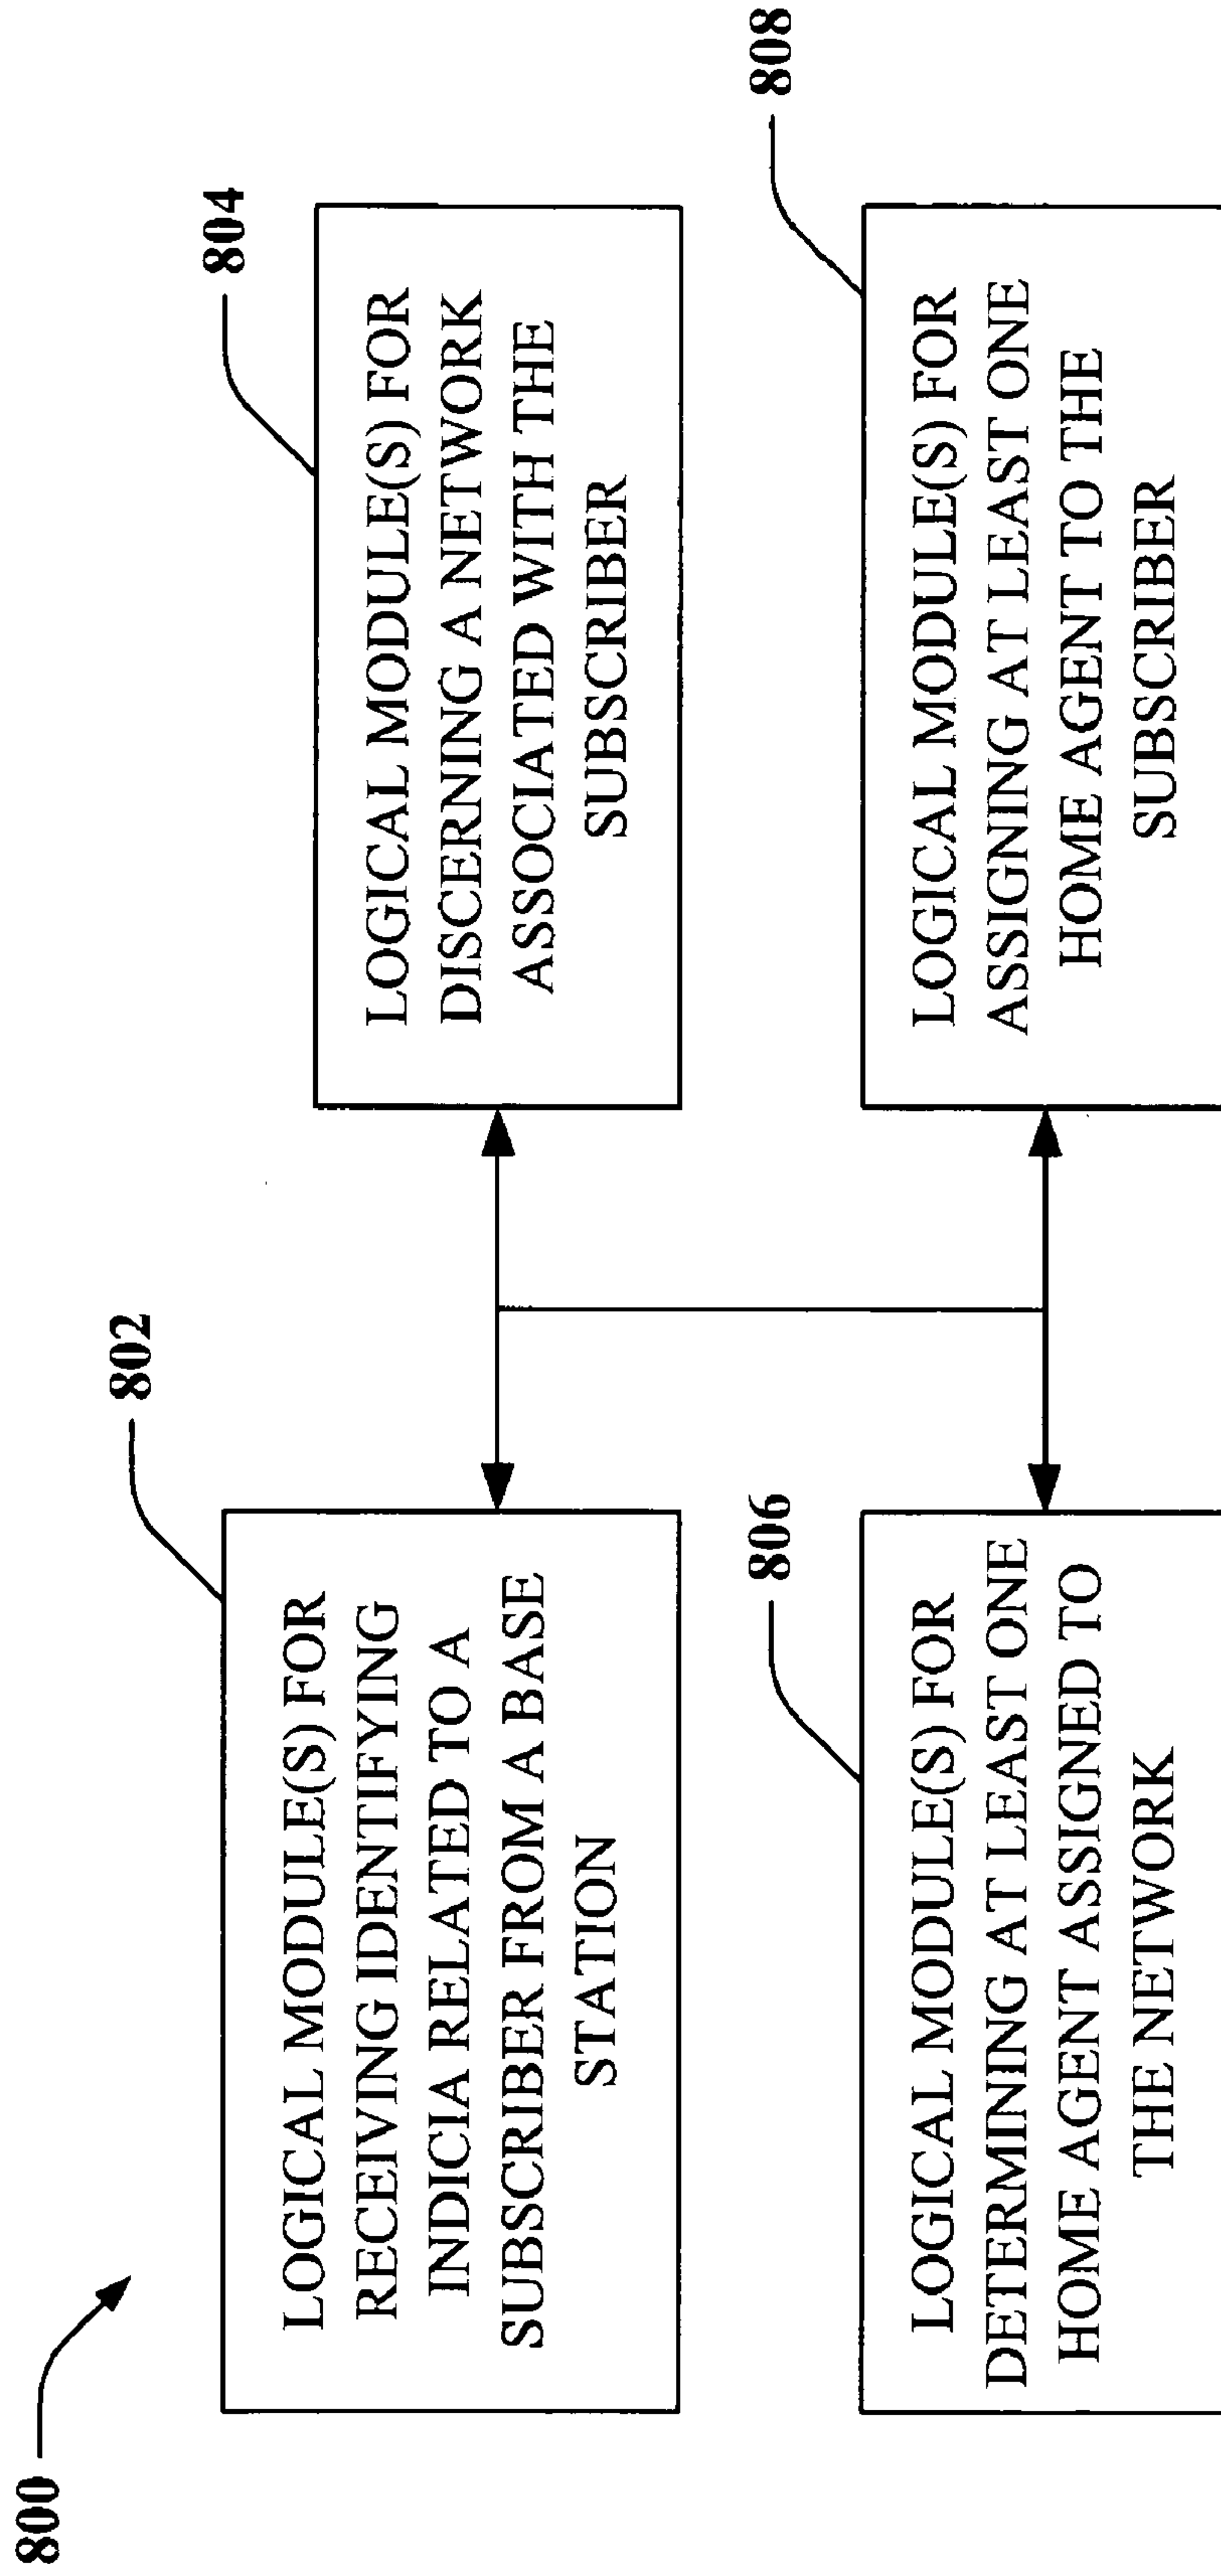 800
802
LOGICAL MODULE(S) FOR
RECEIVING IDENTIFYING
INDICIA RELATED TO A
SUBSCRIBER FROM A BASE
STATION
804
LOGICAL MODULE(S) FOR
DISCERNING A NETWORK
ASSOCIATED WITH THE
SUBSCRIBER
806
LOGICAL MODULE(S) FOR
DETERMINING AT LEAST ONE
HOME AGENT ASSIGNED TO
THE NETWORK
808
LOGICAL MODULE(S) FOR
ASSIGNING AT LEAST ONE
HOME AGENT TO THE
SUBSCRIBER